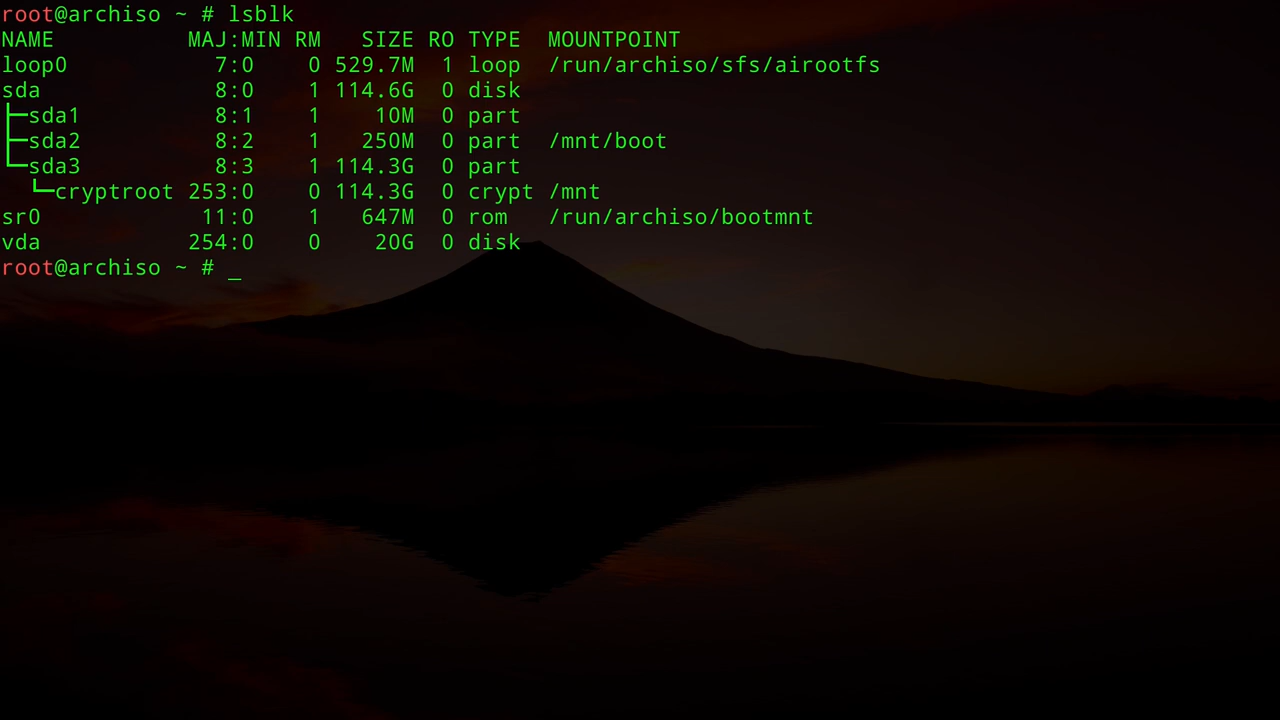 root@archiso ~ # lsblk
NAME          MAJ:MIN RM   SIZE RO TYPE  MOUNTPOINT
loop0           7:0    0 529.7M  1 loop  /run/archiso/sfs/airootfs
sda             8:0    1 114.6G  0 disk
├─sda1          8:1    1    10M  0 part
├─sda2          8:2    1   250M  0 part  /mnt/boot
└─sda3          8:3    1 114.3G  0 part
  └─cryptroot 253:0    0 114.3G  0 crypt /mnt
sr0            11:0    1   647M  0 rom   /run/archiso/bootmnt
vda           254:0    0    20G  0 disk
root@archiso ~ # _